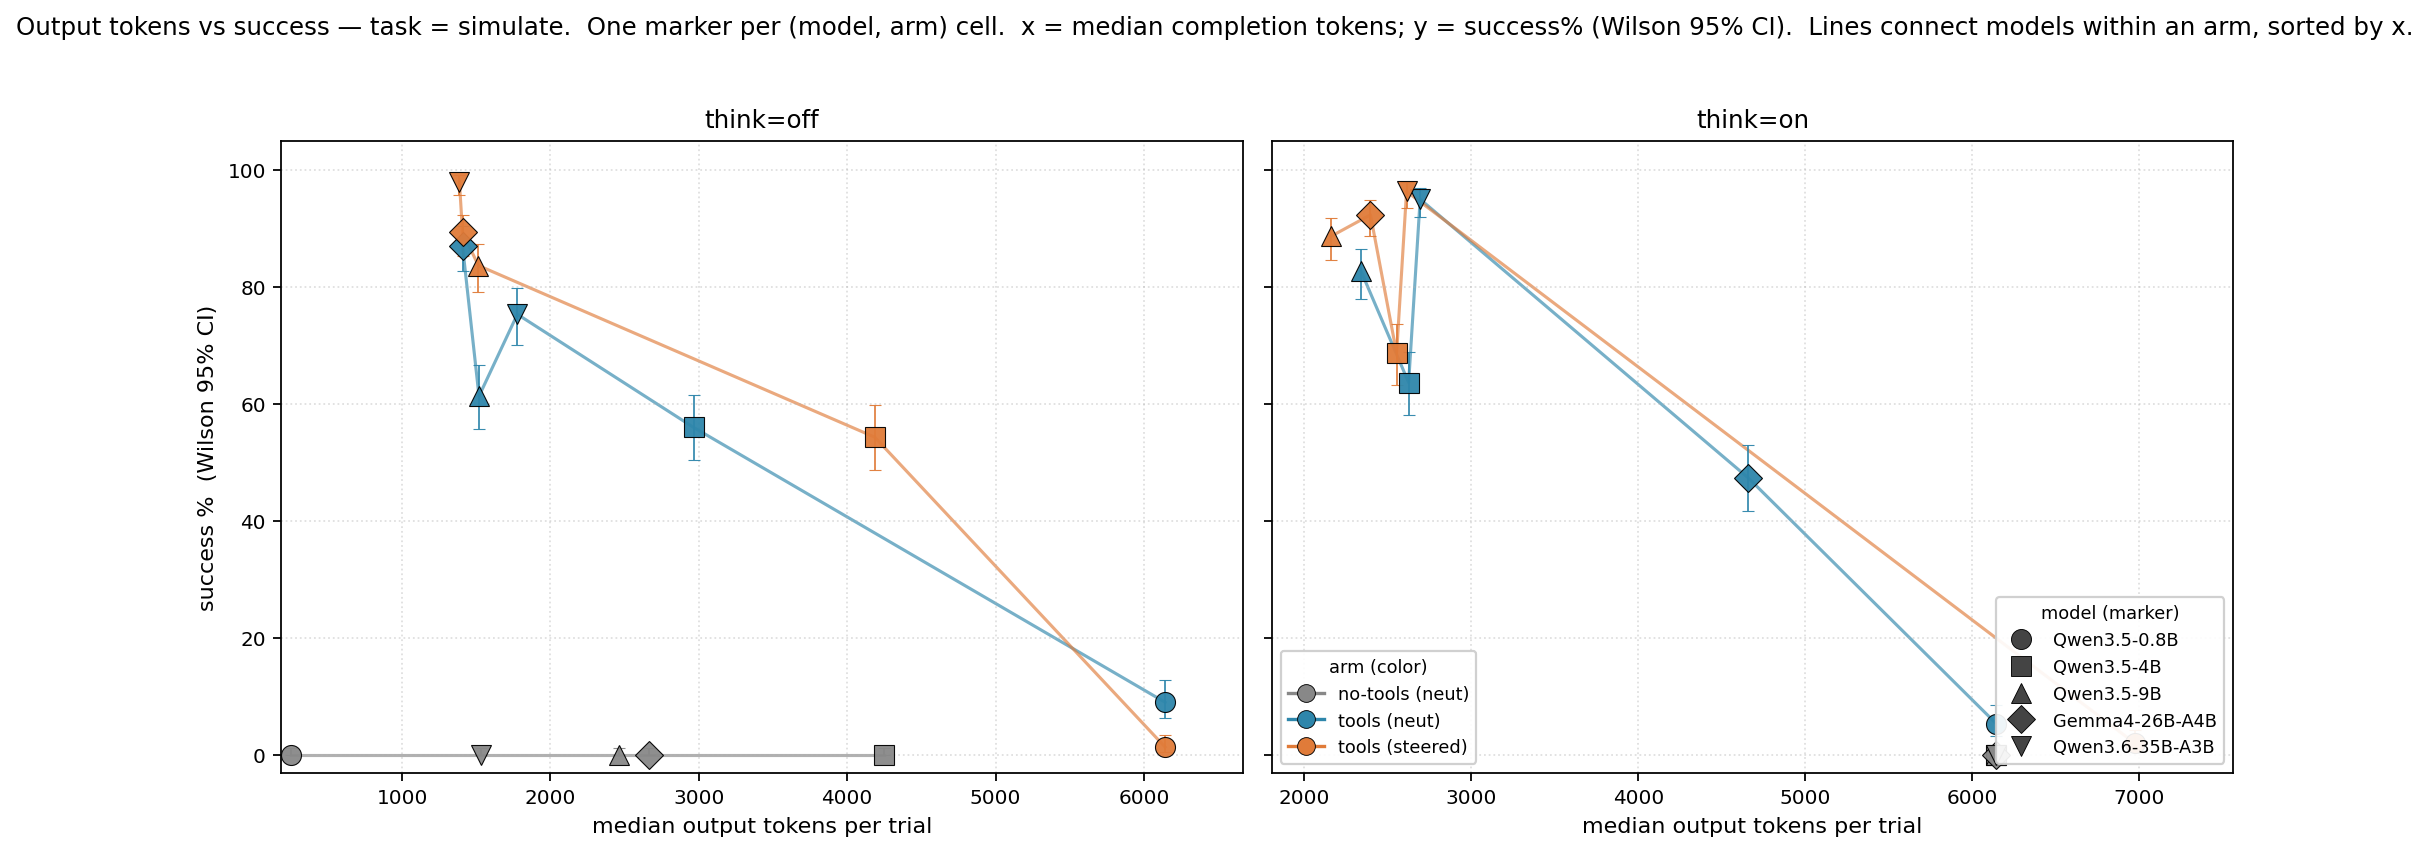 Output tokens vs success — task = simulate.  One marker per (model, arm) cell.  x = median completion tokens; y = success% (Wilson 95% CI).  Lines connect models within an arm, sorted by x.
think=off
think=on
100
80
60
40
20
0
success %  (Wilson 95% CI)
1000
2000
3000
4000
5000
6000
median output tokens per trial
2000
3000
4000
5000
6000
7000
median output tokens per trial
arm (color)
no-tools (neut)
tools (neut)
tools (steered)
model (marker)
Qwen3.5-0.8B
Qwen3.5-4B
Qwen3.5-9B
Gemma4-26B-A4B
Qwen3.6-35B-A3B